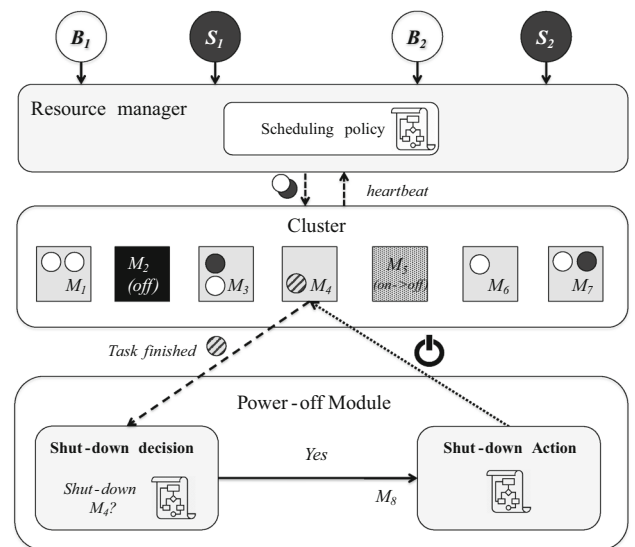 B1 S1 B2 S2
Resource manager
Scheduling policy
heartbeat
Cluster
M1
M2
(off)
M3
M4
M5
(on->off)
M6
M7
Task finished
Power-off Module
Shut-down decision
Shut-down
M4?
Yes
M8
Shut-down Action